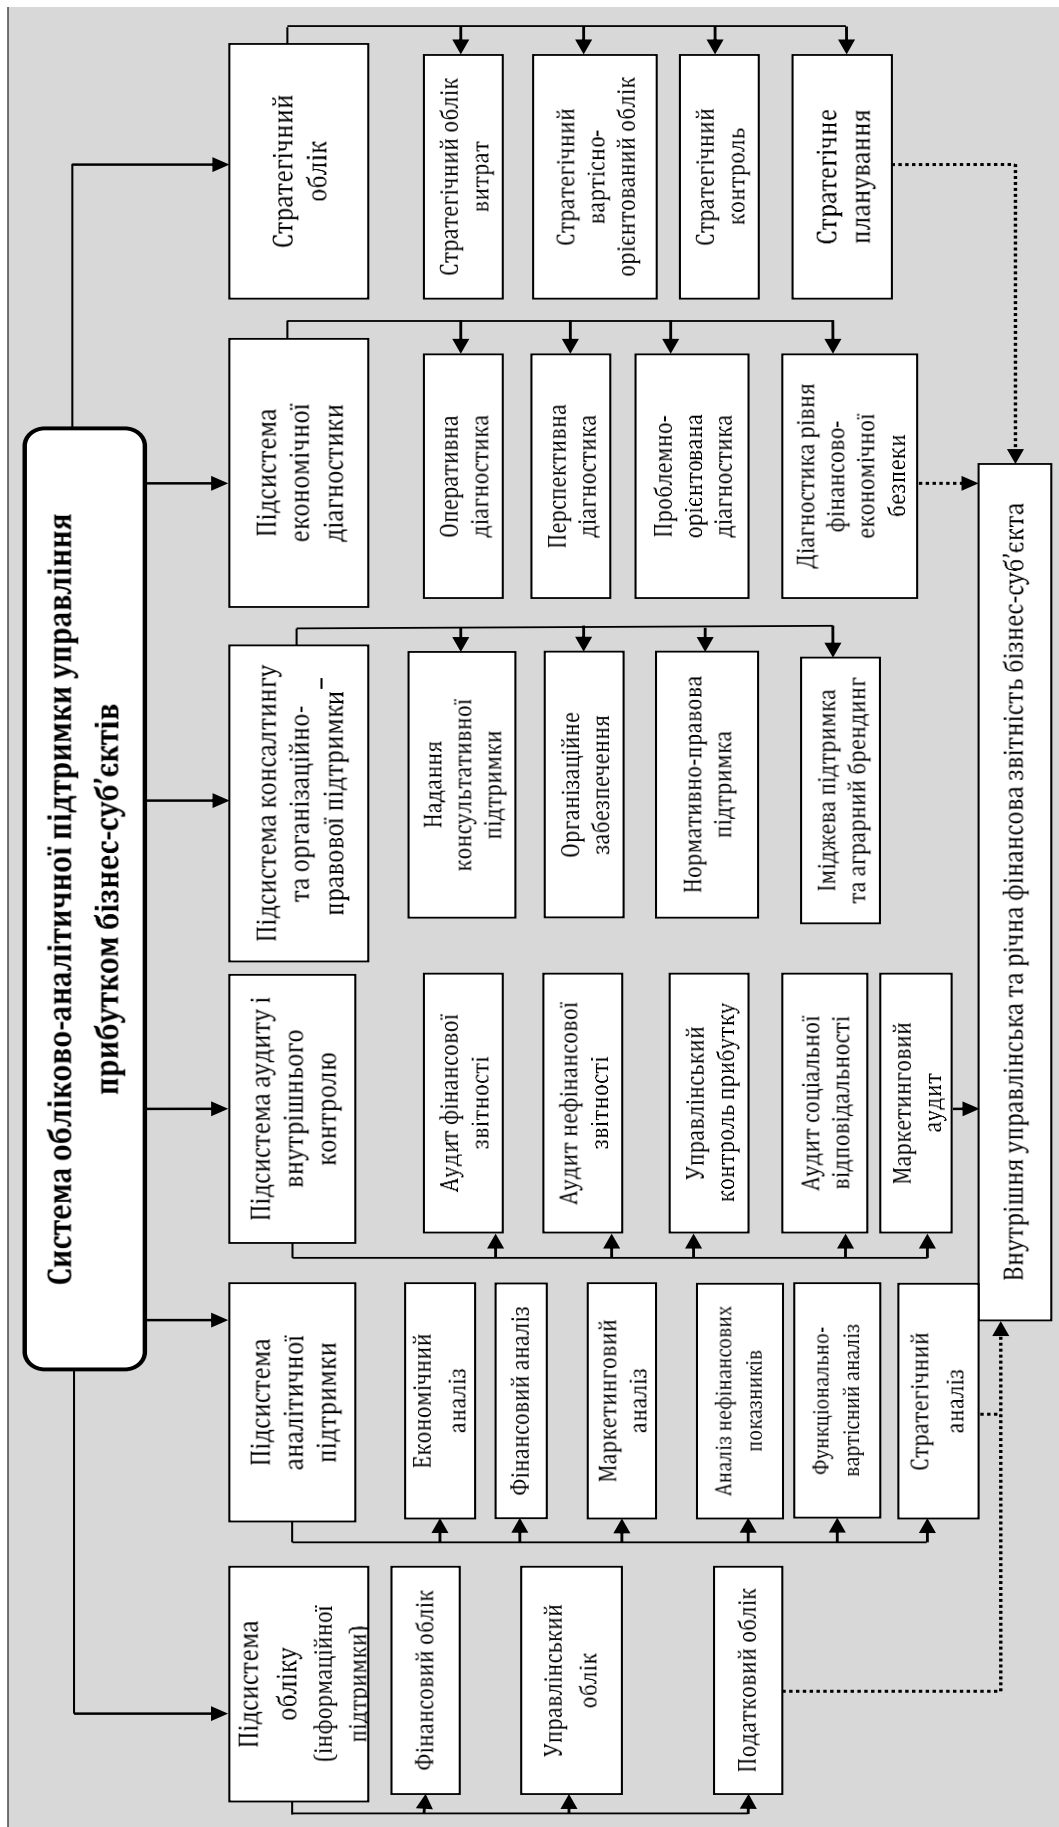 Система обліково-аналітичної підтримки управління
прибутком бізнес-суб’єктів
Підсистема
обліку
(інформаційної
підтримки)
Фінансовий облік
Управлінський
облік
Податковий облік
Підсистема
аналітичної
підтримки
Економічний
аналіз
Фінансовий аналіз
Маркетинговий
аналіз
Аналіз нефінансових
показників
Функціонально-
вартісний аналіз
Стратегічний
аналіз
Підсистема аудиту і
внутрішнього
контролю
Аудит фінансової
звітності
Аудит нефінансової
звітності
Управлінський
контроль прибутку
Аудит соціальної
відповідальності
Маркетинговий
аудит
Підсистема консалтингу
та організаційно-
правової підтримки –
Надання
консультативної
підтримки
Організаційне
забезпечення
Нормативно-правова
підтримка
Іміджева підтримка
та аграрний брендинг
Підсистема
економічної
діагностики
Оперативна
діагностика
Перспективна
діагностика
Проблемно-
орієнтована
діагностика
Діагностика рівня
фінансово-
економічної
безпеки
Стратегічний
облік
Стратегічний облік
витрат
Стратегічний
вартісно-
орієнтований облік
Стратегічний
контроль
Стратегічне
планування
Внутрішня управлінська та річна фінансова звітність бізнес-суб’єкта